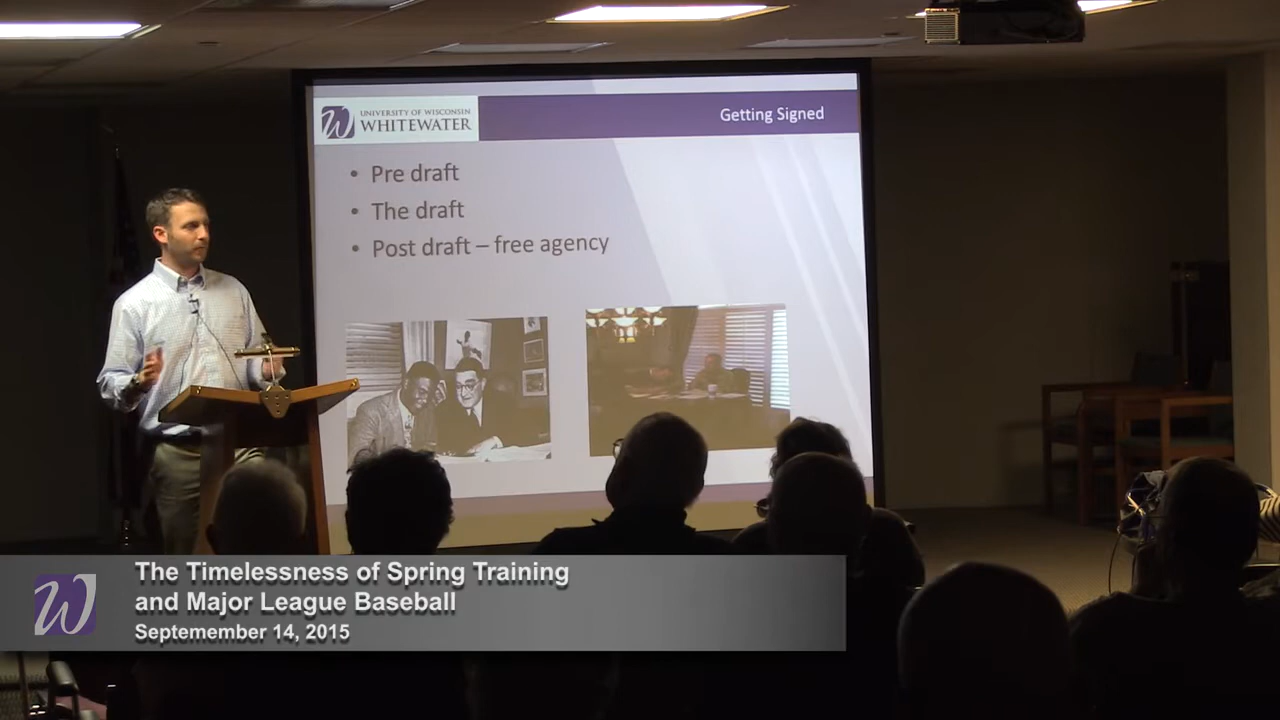 UNIVERSITY OF WISCONSIN
WHITEWATER
Getting Signed
• Pre draft
• The draft
• Post draft – free agency
The Timelessness of Spring Training
and Major League Baseball
Septemember 14, 2015